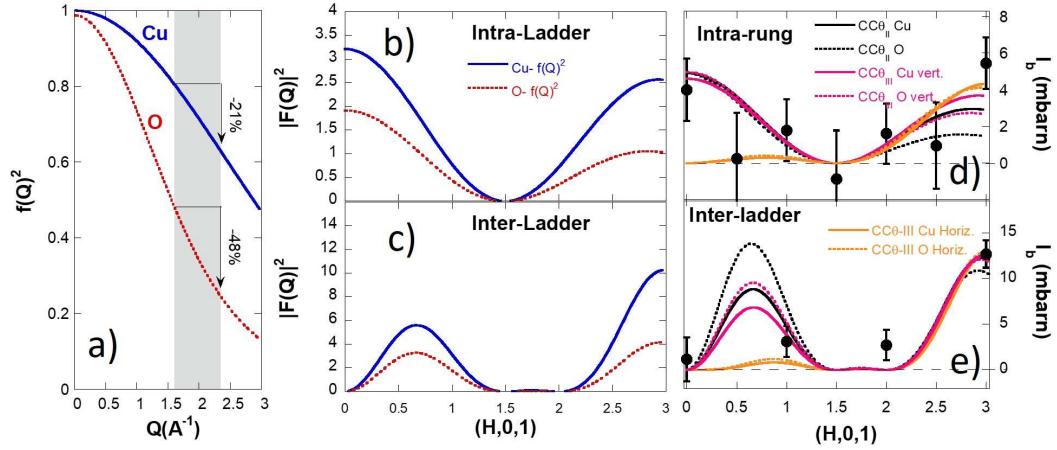 1
0.8
0.6
0.4
0.2
0
f(Q)²
Cu
O
-21%
-48%
a)
0 0.5 1 1.5 2 2.5 3
Q(A⁻¹)
b)
Intra-Ladder
Cu- f(Q)²
O- f(Q)²
4
3.5
3
2.5
2
1.5
1
0.5
0
|F(Q)|²
c)
Inter-Ladder
14
12
10
8
6
4
2
0
|F(Q)|²
0 0.5 1 1.5 2 2.5 3
(H,0,1)
Intra-rung
CCθII Cu
CCθII O
CCθIII Cu vert.
CCθIII O vert
d)
8
6
4
2
0
I_b (mbarn)
Inter-ladder
CCθ-III Cu Horiz.
CCθ-III O Horiz.
e)
15
10
5
0
I_b (mbarn)
0 0.5 1 1.5 2 2.5 3
(H,0,1)